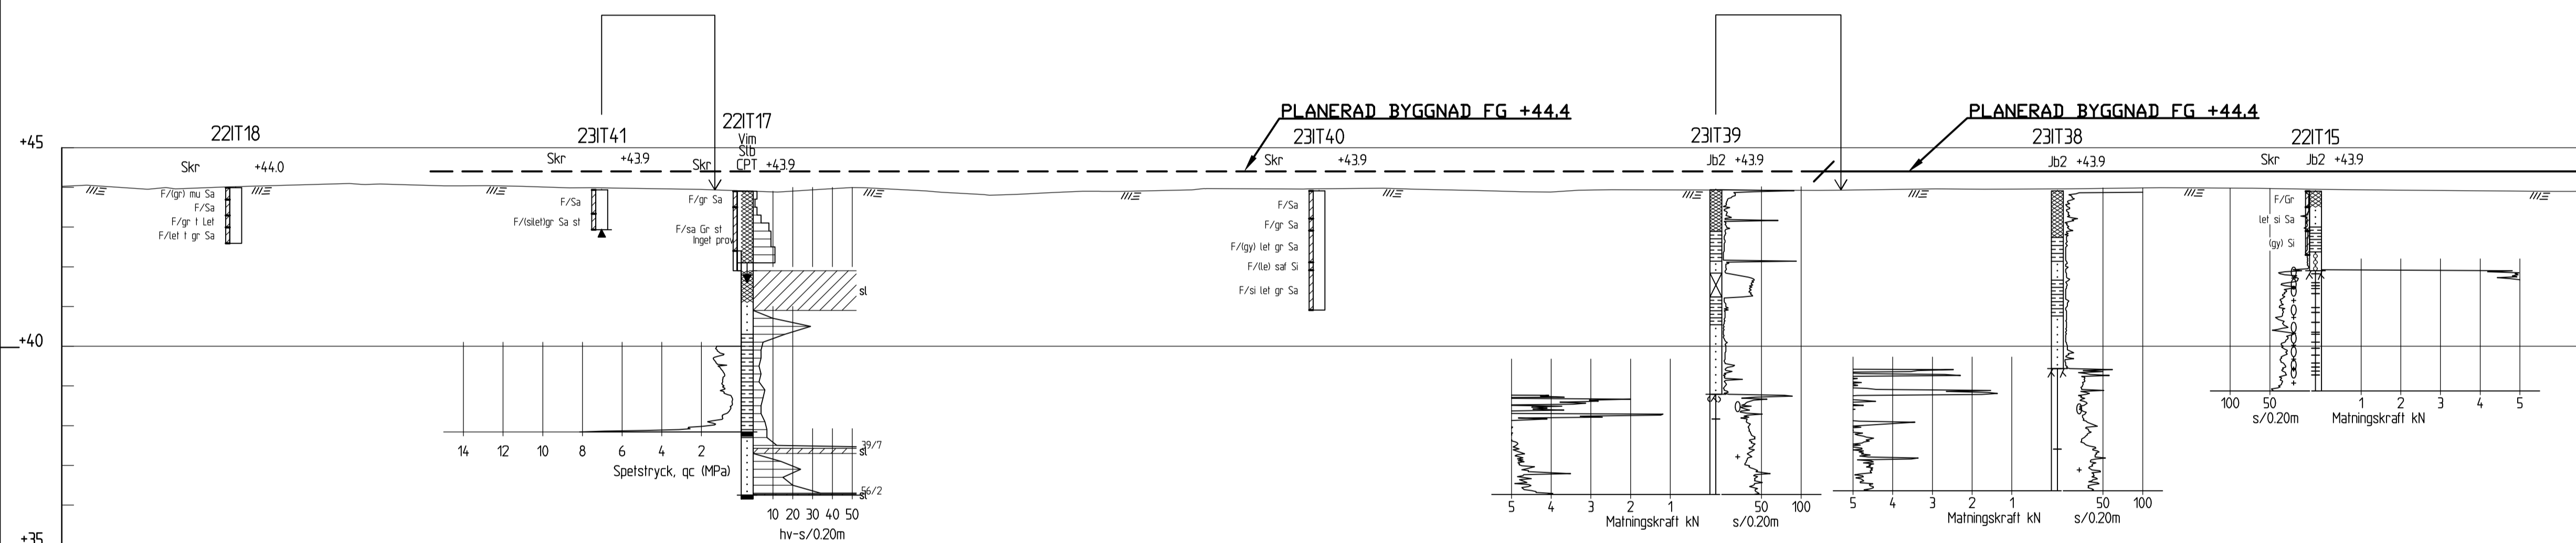 PLANERAD BYGGNAD FG +44.4
PLANERAD BYGGNAD FG +44.4
+45
22IT18
Skr +44.0
F/(gr) mu Sa
F/Sa
F/gr t Let
F/let t gr Sa
23IT41
Skr +43.9
F/Sa
F/(silet)gr Sa st
22IT17
Vim
Slb
Skr CPT +43.9
F/gr Sa
F/sa Gr st
Inget prov
sl
39/7
sl
56/2
sl
14 12 10 8 6 4 2
Spetstryck, qc (MPa)
10 20 30 40 50
hv-s/0.20m
23IT40
Skr +43.9
F/Sa
F/gr Sa
F/(gy) let gr Sa
F/(le) saf Si
F/si let gr Sa
23IT39
Jb2 +43.9
5 4 3 2 1
Matningskraft kN
50 100
s/0.20m
23IT38
Jb2 +43.9
5 4 3 2 1
Matningskraft kN
50 100
s/0.20m
22IT15
Skr Jb2 +43.9
F/Gr
let si Sa
(gy) Si
100 50
s/0.20m
1 2 3 4 5
Matningskraft kN
+40
+35